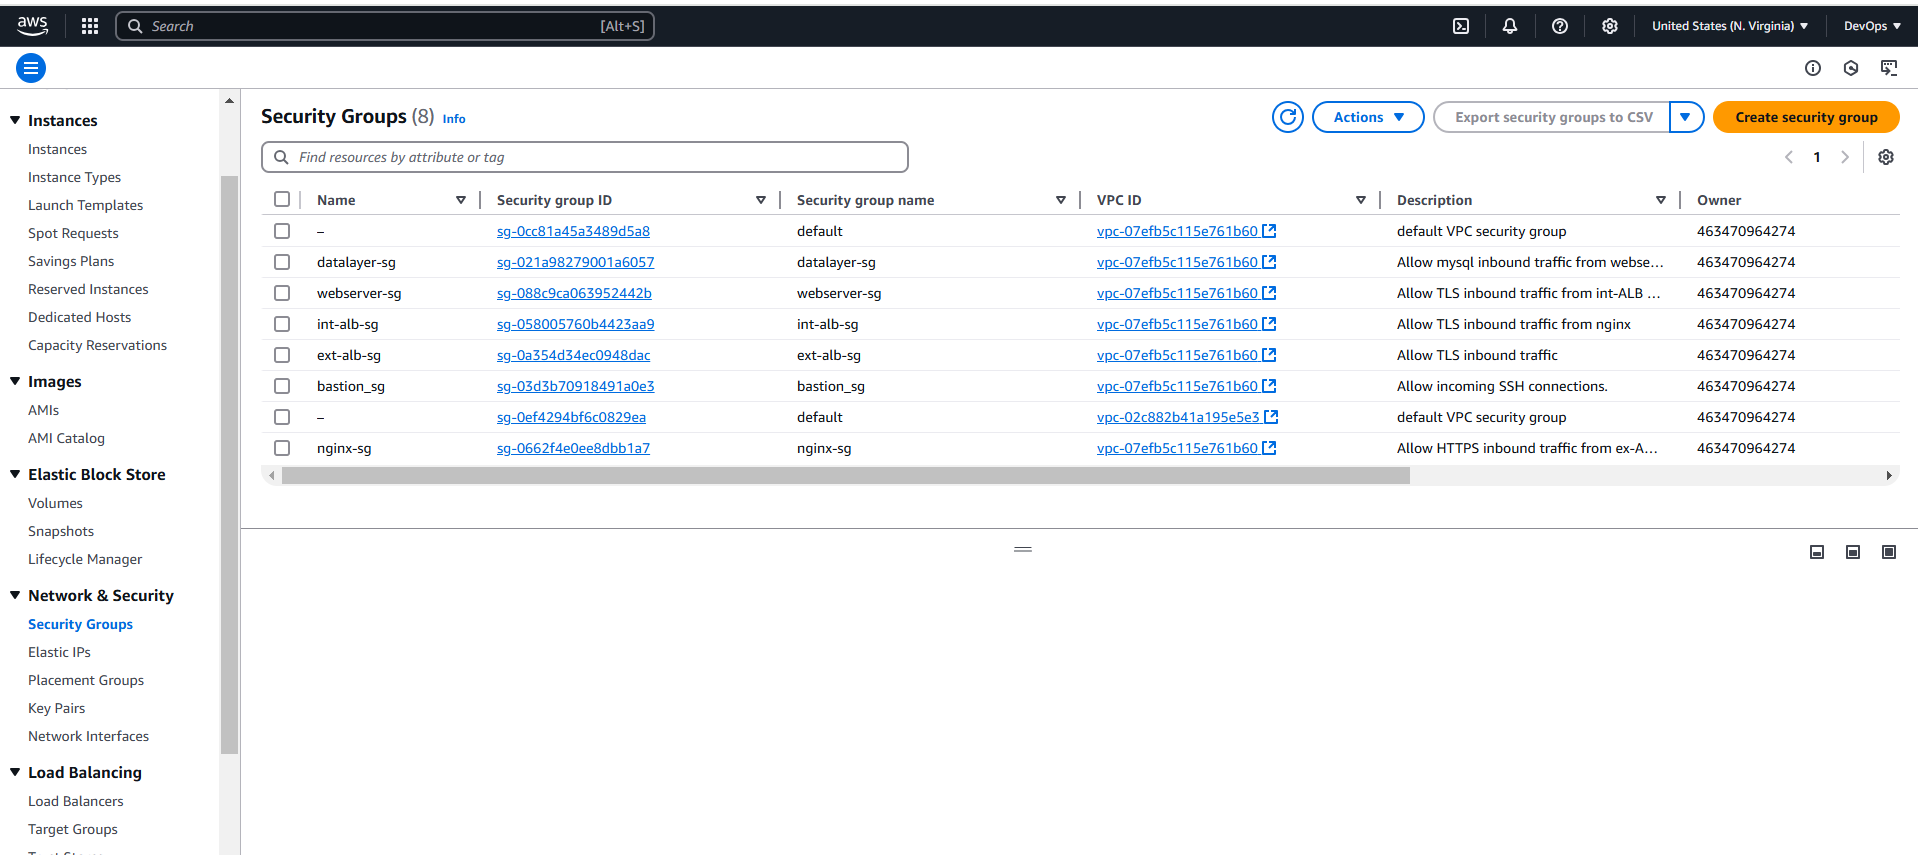 aws
Search [Alt+S]
United States (N. Virginia)
DevOps
Instances
Instances
Instance Types
Launch Templates
Spot Requests
Savings Plans
Reserved Instances
Dedicated Hosts
Capacity Reservations
Images
AMIs
AMI Catalog
Elastic Block Store
Volumes
Snapshots
Lifecycle Manager
Network & Security
Security Groups
Elastic IPs
Placement Groups
Key Pairs
Network Interfaces
Load Balancing
Load Balancers
Target Groups
Security Groups (8) Info
Actions
Export security groups to CSV
Create security group
Find resources by attribute or tag
1
Name Security group ID Security group name VPC ID Description Owner
– sg-0cc81a45a3489d5a8 default vpc-07efb5c115e761b60 default VPC security group 463470964274
datalayer-sg sg-021a98279001a6057 datalayer-sg vpc-07efb5c115e761b60 Allow mysql inbound traffic from webse... 463470964274
webserver-sg sg-088c9ca063952442b webserver-sg vpc-07efb5c115e761b60 Allow TLS inbound traffic from int-ALB ... 463470964274
int-alb-sg sg-058005760b4423aa9 int-alb-sg vpc-07efb5c115e761b60 Allow TLS inbound traffic from nginx 463470964274
ext-alb-sg sg-0a354d34ec0948dac ext-alb-sg vpc-07efb5c115e761b60 Allow TLS inbound traffic 463470964274
bastion_sg sg-03d3b70918491a0e3 bastion_sg vpc-07efb5c115e761b60 Allow incoming SSH connections. 463470964274
– sg-0ef4294bf6c0829ea default vpc-02c882b41a195e5e3 default VPC security group 463470964274
nginx-sg sg-0662f4e0ee8dbb1a7 nginx-sg vpc-07efb5c115e761b60 Allow HTTPS inbound traffic from ex-A... 463470964274